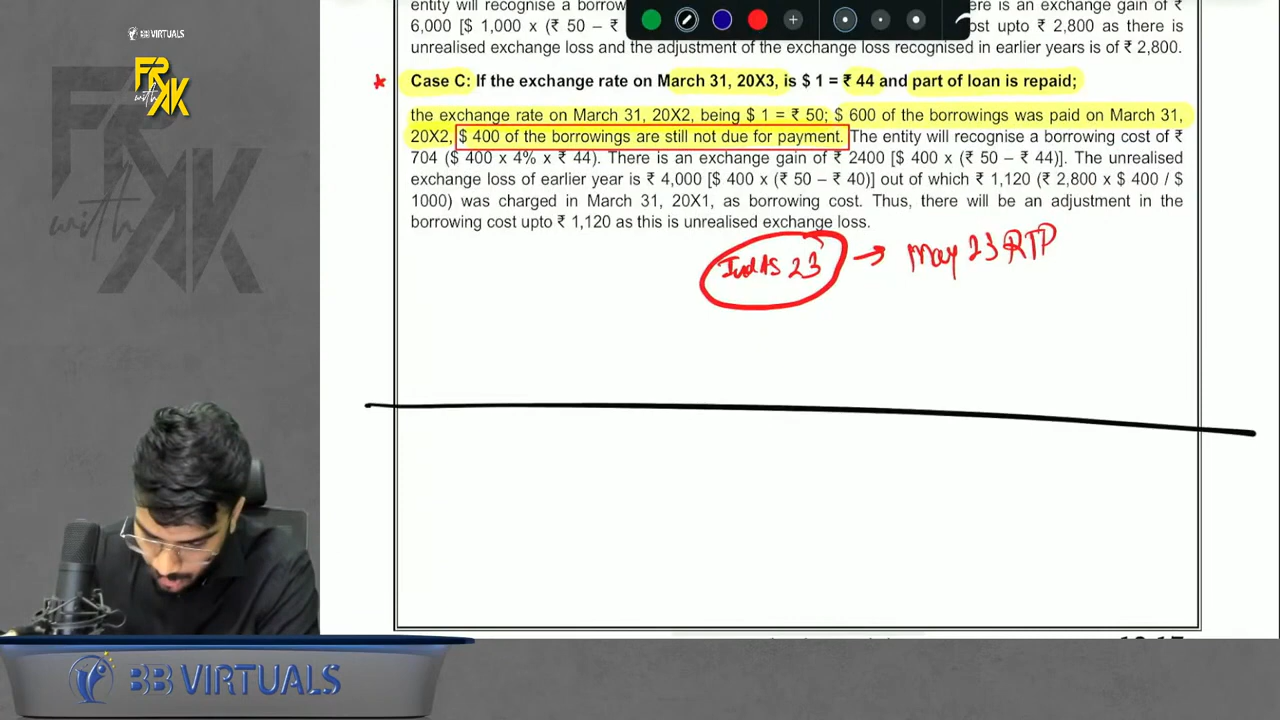 entity will recognise a borrow
ere is an exchange gain of ₹
6,000 [$ 1,000 x (₹ 50 – ₹
ost upto ₹ 2,800 as there is
unrealised exchange loss and the adjustment of the exchange loss recognised in earlier years is of ₹ 2,800.
BB VIRTUALS
FR
with
AK
Case C: If the exchange rate on March 31, 20X3, is $ 1 = ₹ 44 and part of loan is repaid;
the exchange rate on March 31, 20X2, being $ 1 = ₹ 50; $ 600 of the borrowings was paid on March 31,
20X2, $ 400 of the borrowings are still not due for payment. The entity will recognise a borrowing cost of ₹
704 ($ 400 x 4% x ₹ 44). There is an exchange gain of ₹ 2400 [$ 400 x (₹ 50 – ₹ 44)]. The unrealised
exchange loss of earlier year is ₹ 4,000 [$ 400 x (₹ 50 – ₹ 40)] out of which ₹ 1,120 (₹ 2,800 x $ 400 / $
1000) was charged in March 31, 20X1, as borrowing cost. Thus, there will be an adjustment in the
borrowing cost upto ₹ 1,120 as this is unrealised exchange loss.
Ind AS 23 → May 23 RTP
FR
with
AK
BB VIRTUALS